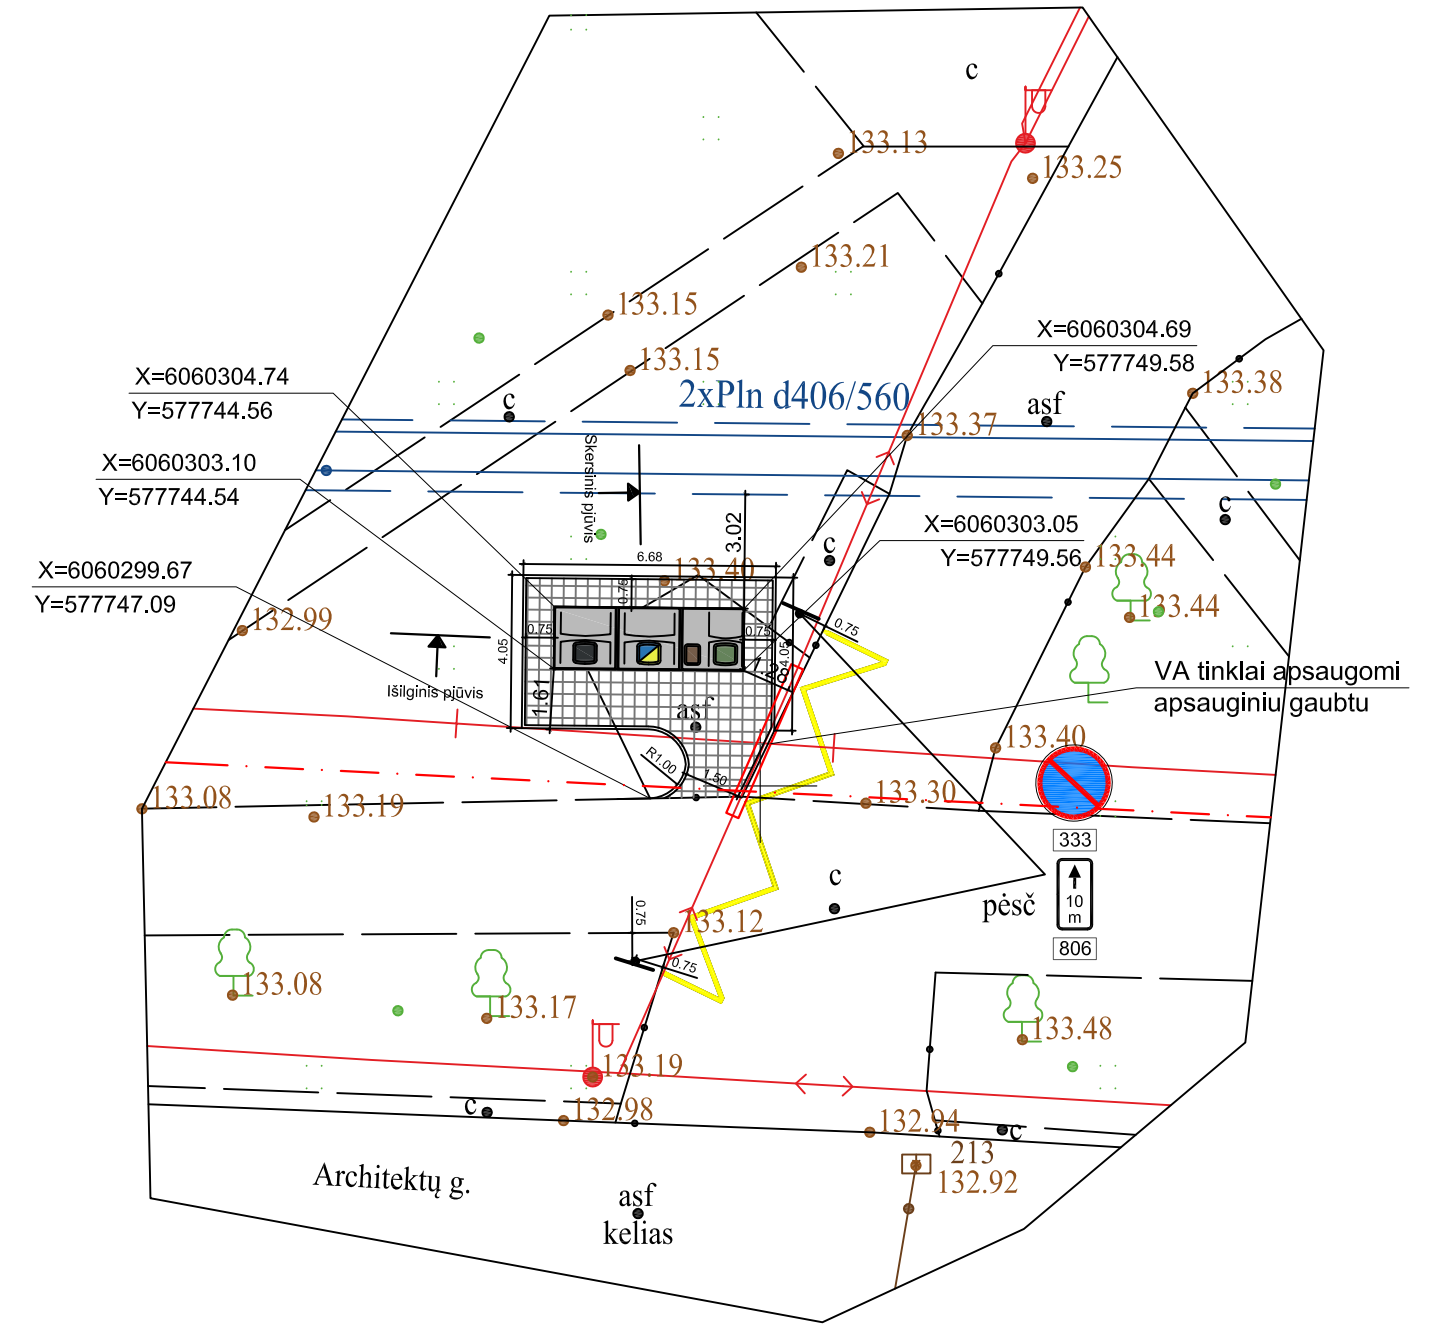 c
133.13
133.25
133.21
133.15
X=6060304.69
Y=577749.58
133.15
X=6060304.74
Y=577744.56
2xPln d406/560
133.38
c
asf
133.37
X=6060303.10
Y=577744.54
Skersinis pjūvis
c
X=6060303.05
Y=577749.56
3.02
c
6.68
133.40
0.75
133.44
X=6060299.67
Y=577747.09
133.44
132.99
0.75
0.75
0.75
4.05
4.05
VA tinklai apsaugomi
apsauginiu gaubtu
Išilginis pjūvis
1.61
asf
133.40
R1.00
1.50
133.08
133.19
133.30
333
c
10
m
pėsč
0.75
133.12
806
0.75
133.08
133.17
133.48
133.19
c
132.98
132.94
c
213
132.92
Architektų g.
asf
kelias